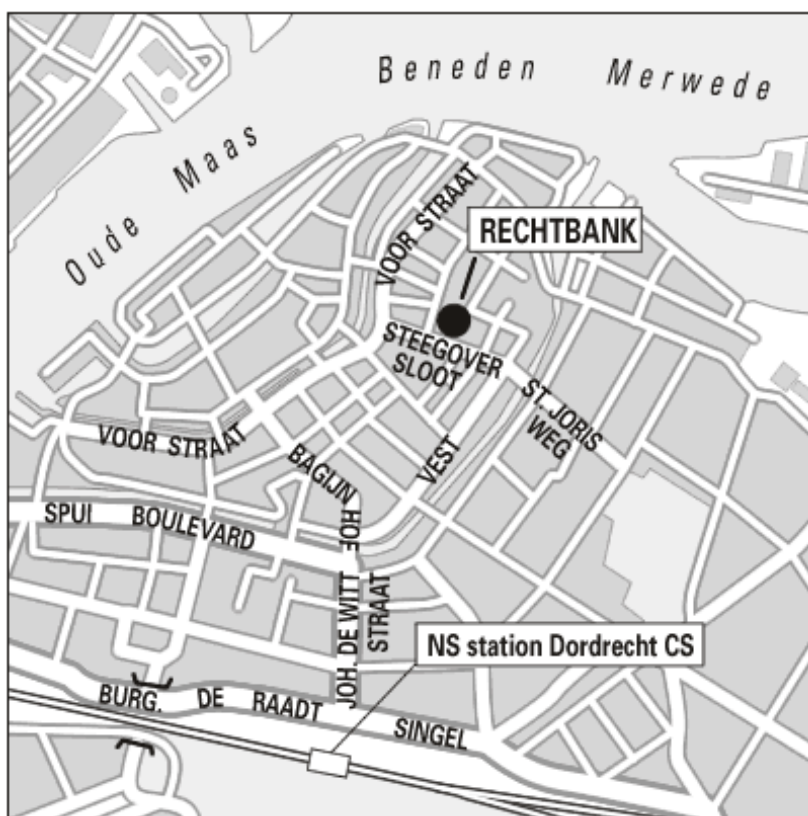 Beneden Merwede
Oude Maas
VOOR STRAAT
RECHTBANK
STEEGOVER
SLOOT
ST. JORIS
WEG
VOOR STRAAT
BAGIJN HOF
VEST
SPUI BOULEVARD
JOH. DE WITT
STRAAT
NS station Dordrecht CS
BURG. DE RAADT SINGEL